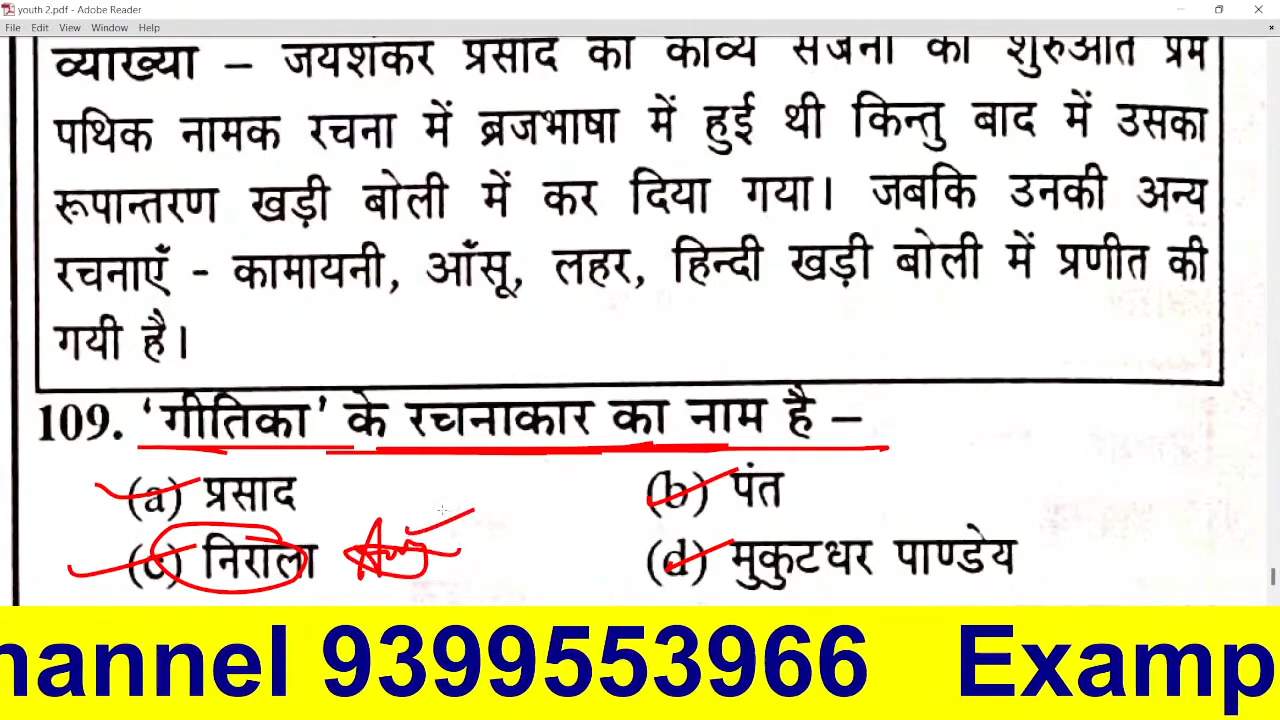 youth 2.pdf - Adobe Reader
File Edit View Window Help
व्याख्या – जयशंकर प्रसाद की काव्य सर्जना की शुरुआत प्रेम
पथिक नामक रचना में ब्रजभाषा में हुई थी किन्तु बाद में उसका
रूपान्तरण खड़ी बोली में कर दिया गया। जबकि उनकी अन्य
रचनाएँ - कामायनी, आँसू, लहर, हिन्दी खड़ी बोली में प्रणीत की
गयी है।
109. ‘गीतिका’ के रचनाकार का नाम है –
(a) प्रसाद (b) पंत
(c) निराला Ans (d) मुकुटधर पाण्डेय
hannel 9399553966 Examp